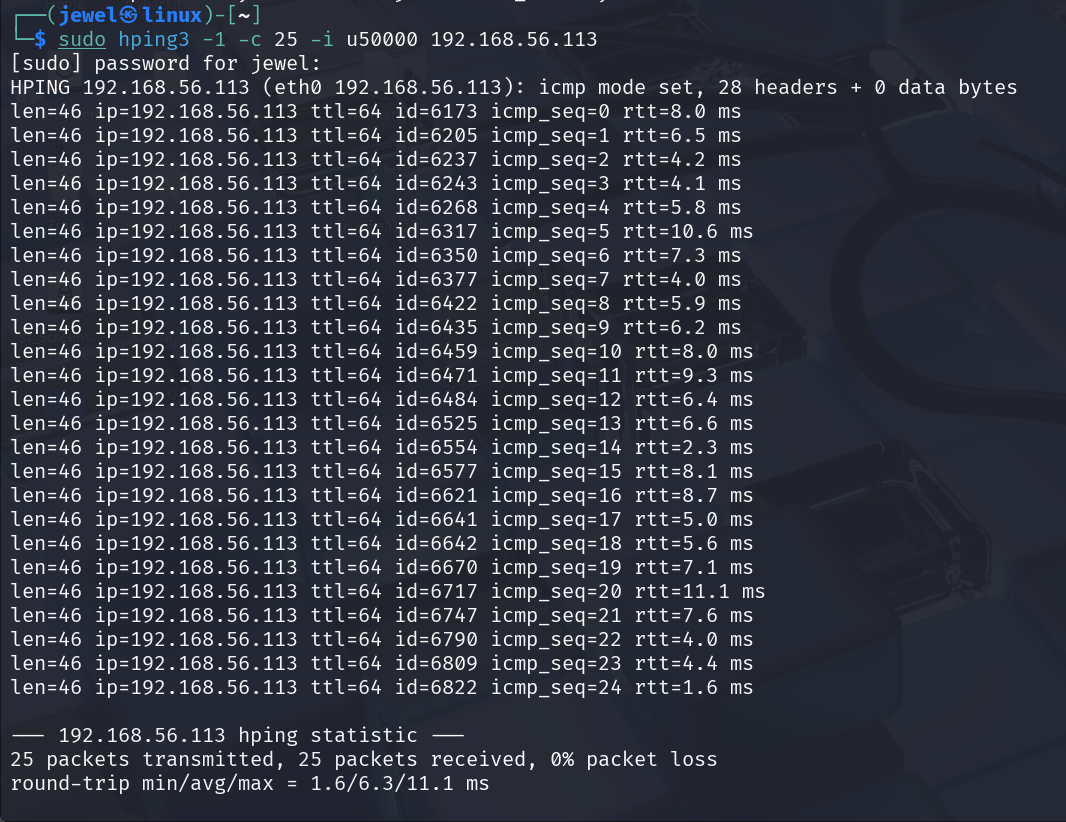 ┌──(jewel㉿linux)-[~]
└─$ sudo hping3 -1 -c 25 -i u50000 192.168.56.113
[sudo] password for jewel:
HPING 192.168.56.113 (eth0 192.168.56.113): icmp mode set, 28 headers + 0 data bytes
len=46 ip=192.168.56.113 ttl=64 id=6173 icmp_seq=0 rtt=8.0 ms
len=46 ip=192.168.56.113 ttl=64 id=6205 icmp_seq=1 rtt=6.5 ms
len=46 ip=192.168.56.113 ttl=64 id=6237 icmp_seq=2 rtt=4.2 ms
len=46 ip=192.168.56.113 ttl=64 id=6243 icmp_seq=3 rtt=4.1 ms
len=46 ip=192.168.56.113 ttl=64 id=6268 icmp_seq=4 rtt=5.8 ms
len=46 ip=192.168.56.113 ttl=64 id=6317 icmp_seq=5 rtt=10.6 ms
len=46 ip=192.168.56.113 ttl=64 id=6350 icmp_seq=6 rtt=7.3 ms
len=46 ip=192.168.56.113 ttl=64 id=6377 icmp_seq=7 rtt=4.0 ms
len=46 ip=192.168.56.113 ttl=64 id=6422 icmp_seq=8 rtt=5.9 ms
len=46 ip=192.168.56.113 ttl=64 id=6435 icmp_seq=9 rtt=6.2 ms
len=46 ip=192.168.56.113 ttl=64 id=6459 icmp_seq=10 rtt=8.0 ms
len=46 ip=192.168.56.113 ttl=64 id=6471 icmp_seq=11 rtt=9.3 ms
len=46 ip=192.168.56.113 ttl=64 id=6484 icmp_seq=12 rtt=6.4 ms
len=46 ip=192.168.56.113 ttl=64 id=6525 icmp_seq=13 rtt=6.6 ms
len=46 ip=192.168.56.113 ttl=64 id=6554 icmp_seq=14 rtt=2.3 ms
len=46 ip=192.168.56.113 ttl=64 id=6577 icmp_seq=15 rtt=8.1 ms
len=46 ip=192.168.56.113 ttl=64 id=6621 icmp_seq=16 rtt=8.7 ms
len=46 ip=192.168.56.113 ttl=64 id=6641 icmp_seq=17 rtt=5.0 ms
len=46 ip=192.168.56.113 ttl=64 id=6642 icmp_seq=18 rtt=5.6 ms
len=46 ip=192.168.56.113 ttl=64 id=6670 icmp_seq=19 rtt=7.1 ms
len=46 ip=192.168.56.113 ttl=64 id=6717 icmp_seq=20 rtt=11.1 ms
len=46 ip=192.168.56.113 ttl=64 id=6747 icmp_seq=21 rtt=7.6 ms
len=46 ip=192.168.56.113 ttl=64 id=6790 icmp_seq=22 rtt=4.0 ms
len=46 ip=192.168.56.113 ttl=64 id=6809 icmp_seq=23 rtt=4.4 ms
len=46 ip=192.168.56.113 ttl=64 id=6822 icmp_seq=24 rtt=1.6 ms
--- 192.168.56.113 hping statistic ---
25 packets transmitted, 25 packets received, 0% packet loss
round-trip min/avg/max = 1.6/6.3/11.1 ms